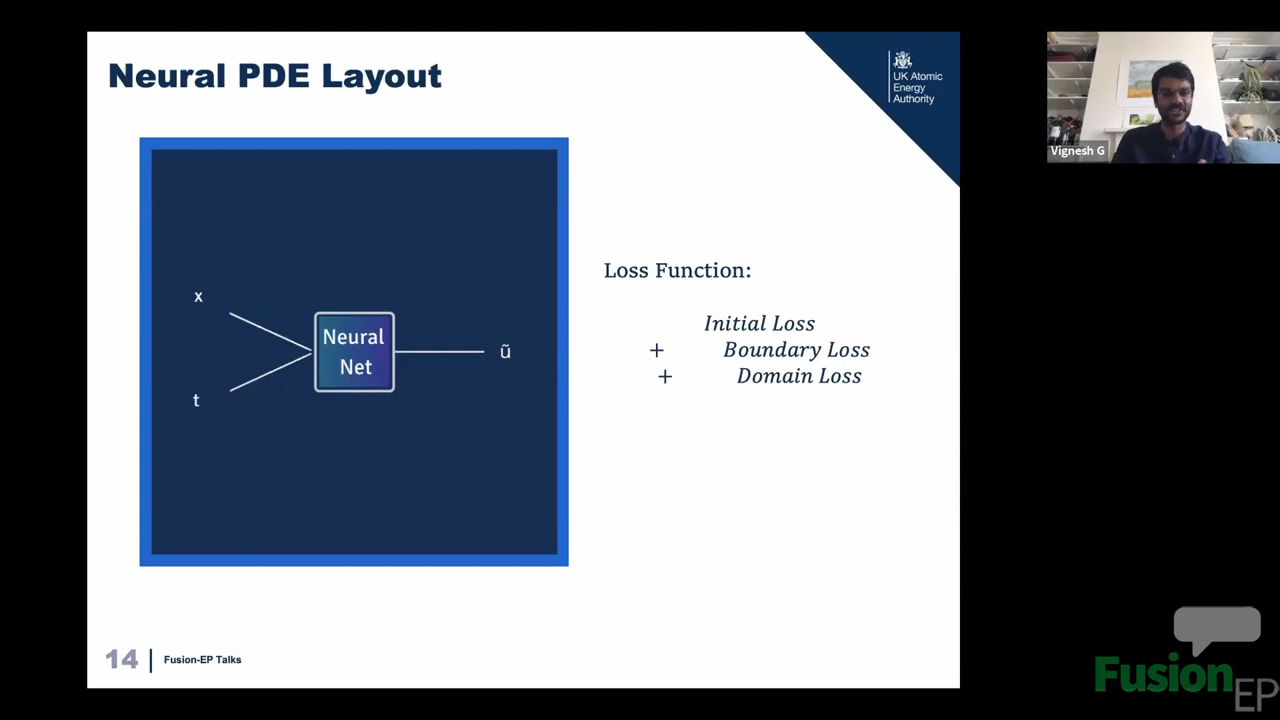 Neural PDE Layout
UK Atomic
Energy
Authority
Vignesh G
x
t
Neural
Net
ũ
Loss Function:
Initial Loss
+ Boundary Loss
+ Domain Loss
14
Fusion-EP Talks
Fusion
EP